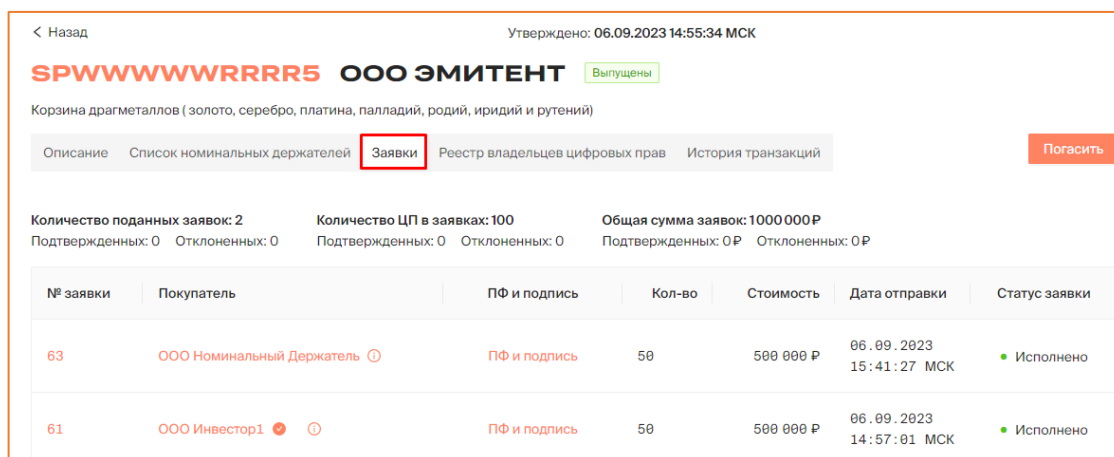 Назад
Утверждено: 06.09.2023 14:55:34 МСК
SPWWWWWRRRR5 ООО ЭМИТЕНТ Выпущены
Корзина драгметаллов ( золото, серебро, платина, палладий, родий, иридий и рутений)
Описание Список номинальных держателей Заявки Реестр владельцев цифровых прав История транзакций Погасить
Количество поданных заявок: 2 Количество ЦП в заявках: 100 Общая сумма заявок: 1 000 000 ₽
Подтвержденных: 0 Отклоненных: 0 Подтвержденных: 0 Отклоненных: 0 Подтвержденных: 0 ₽ Отклоненных: 0 ₽
№ заявки Покупатель ПФ и подпись Кол-во Стоимость Дата отправки Статус заявки
63 ООО Номинальный Держатель ПФ и подпись 50 500 000 ₽ 06.09.2023 15:41:27 МСК Исполнено
61 ООО Инвестор1 ПФ и подпись 50 500 000 ₽ 06.09.2023 14:57:01 МСК Исполнено